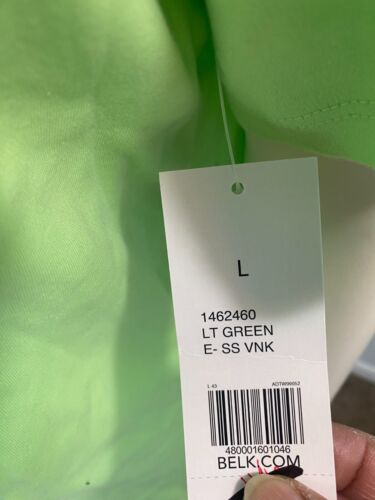 L
1462460
LT GREEN
E- SS VNK
L 43 ADTW99052
480001601046
BELK.COM